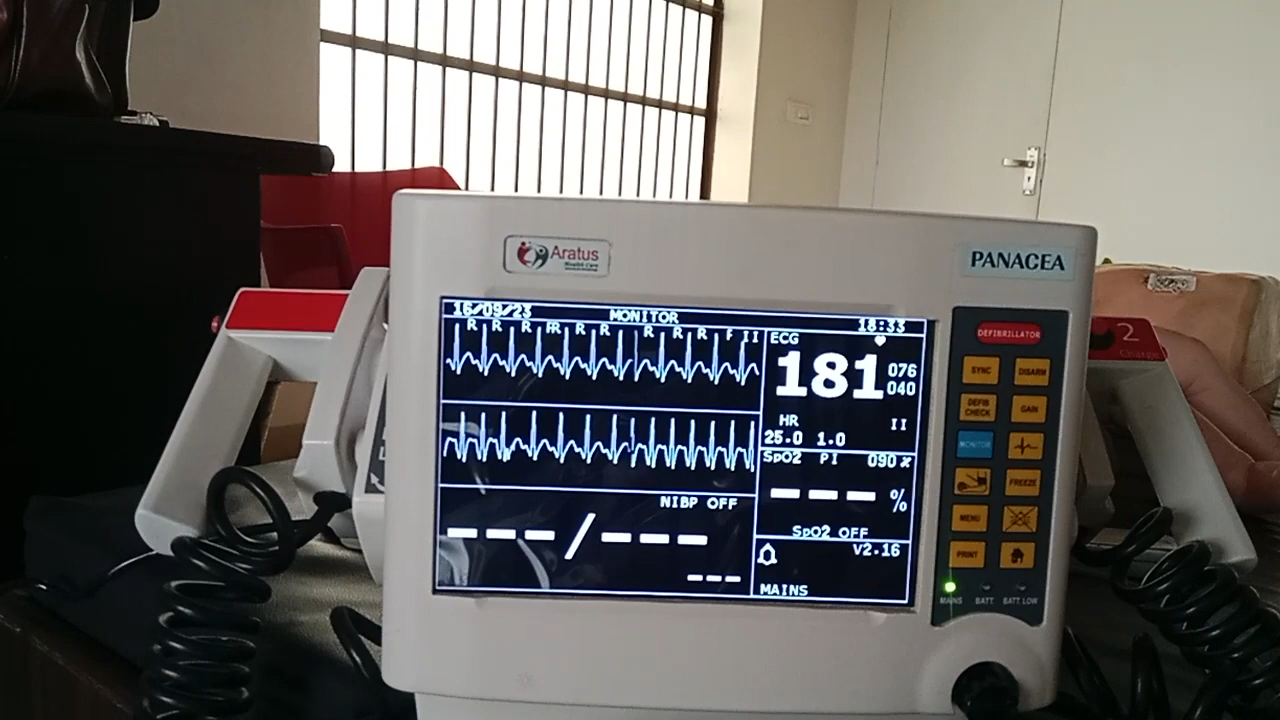 Aratus
Health Care
PANACEA
16/09/23 MONITOR 18:33
R R R RR R R R R R F II
ECG
181
076
040
HR II
25.0 1.0
SpO2 PI 090 %
--- %
SpO2 OFF
NIBP OFF
---/---
---
V2.16
MAINS
DEFIBRILLATOR
SYNC DISARM
DEFIB CHECK GAIN
MONITOR
FREEZE
MENU
PRINT
MAINS BATT. BATT. LOW
2